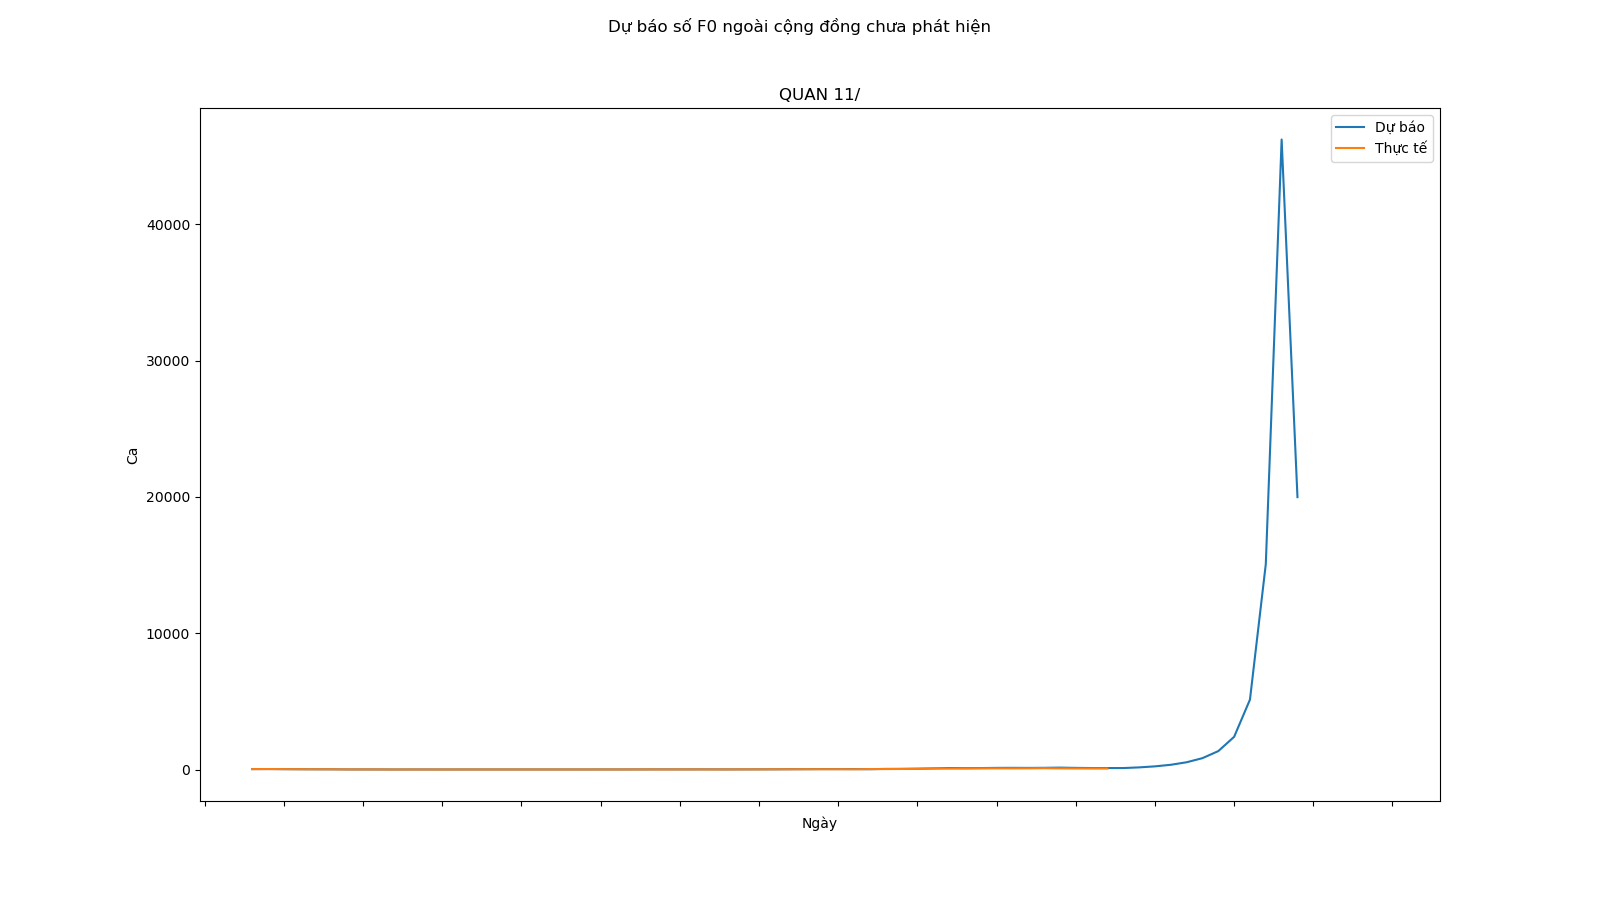 Dự báo số F0 ngoài cộng đồng chưa phát hiện
QUAN 11/
Dự báo
Thực tế
40000
30000
20000
10000
0
Ca
Ngày